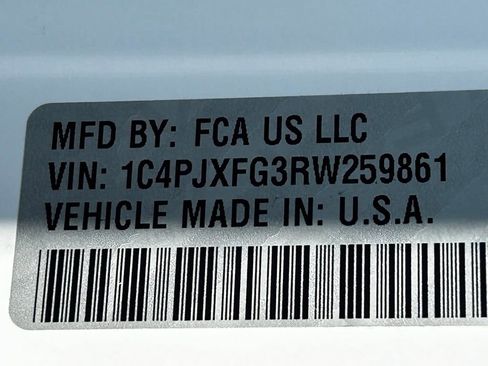 MFD BY: FCA US LLC
VIN: 1C4PJXFG3RW259861
VEHICLE MADE IN: U.S.A.